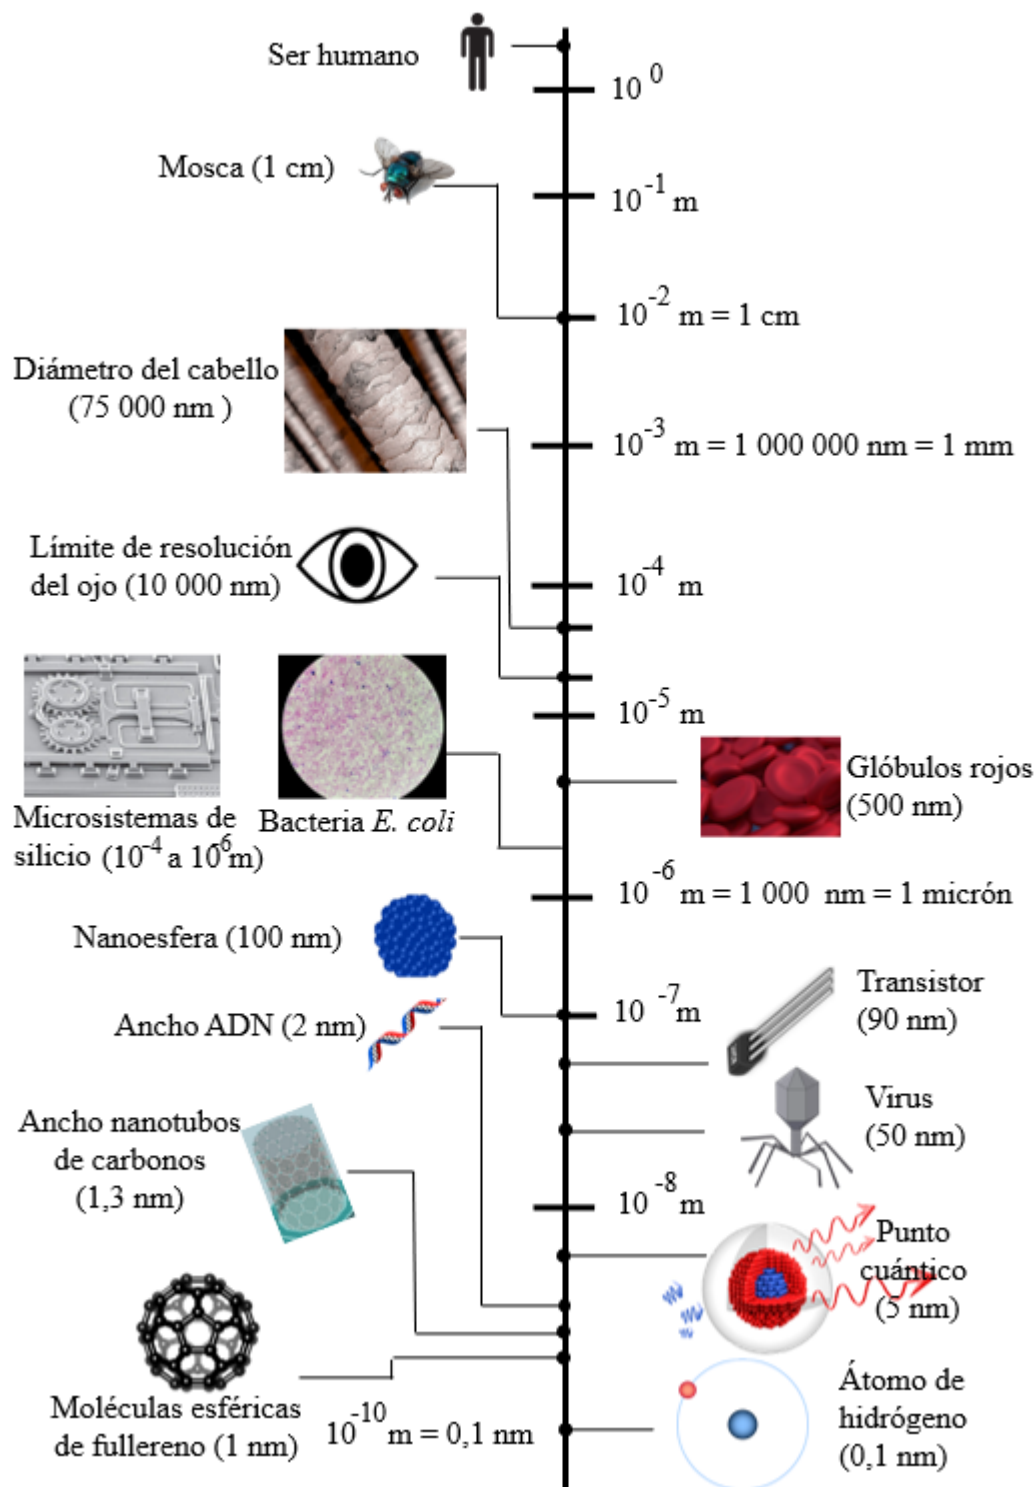 Ser humano
10^0
Mosca (1 cm)
10^-1 m
10^-2 m = 1 cm
Diámetro del cabello
(75 000 nm )
10^-3 m = 1 000 000 nm = 1 mm
Límite de resolución
del ojo (10 000 nm)
10^-4 m
10^-5 m
Glóbulos rojos
(500 nm)
Microsistemas de
silicio (10^-4 a 10^-6 m)
Bacteria E. coli
10^-6 m = 1 000 nm = 1 micrón
Nanoesfera (100 nm)
Transistor
(90 nm)
10^-7 m
Ancho ADN (2 nm)
Virus
(50 nm)
Ancho nanotubos
de carbonos
(1,3 nm)
10^-8 m
Punto
cuántico
(5 nm)
Moléculas esféricas
de fullereno (1 nm)
10^-10 m = 0,1 nm
Átomo de
hidrógeno
(0,1 nm)